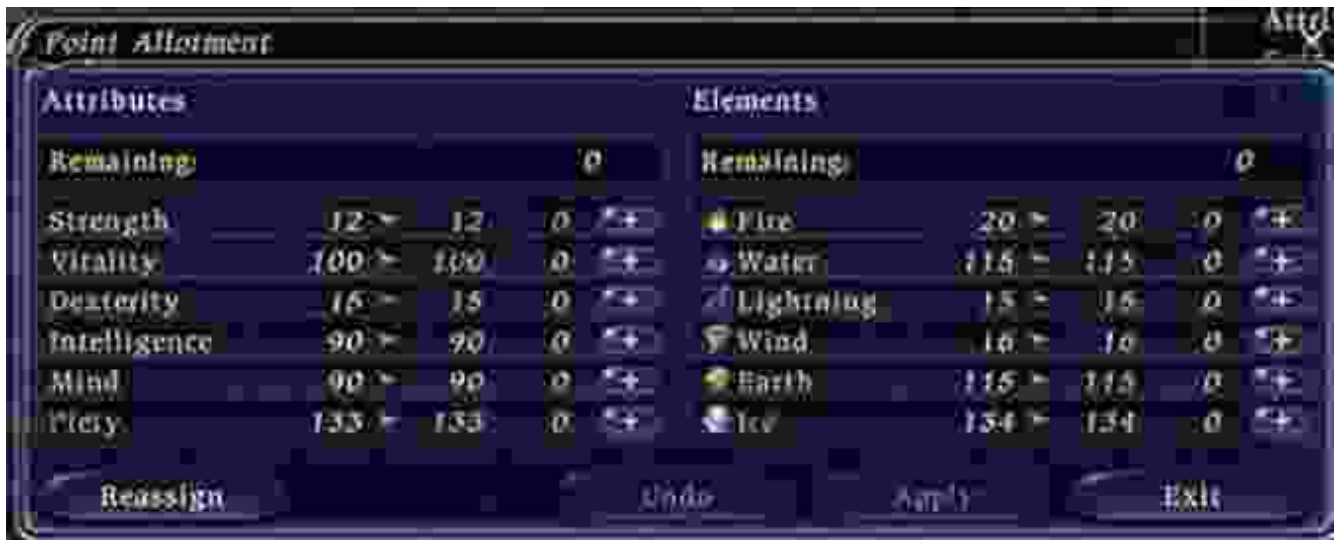 Attri
Point Allotment
Attributes Elements
Remaining: 0 Remaining: 0
Strength 12 ► 12 0 + Fire 20 ► 20 0 +
Vitality 100 ► 100 0 + Water 115 ► 115 0 +
Dexterity 15 ► 15 0 + Lightning 15 ► 15 0 +
Intelligence 90 ► 90 0 + Wind 16 ► 16 0 +
Mind 90 ► 90 0 + Earth 115 ► 115 0 +
Piety 133 ► 133 0 + Ice 134 ► 134 0 +
Reassign Undo Apply Exit